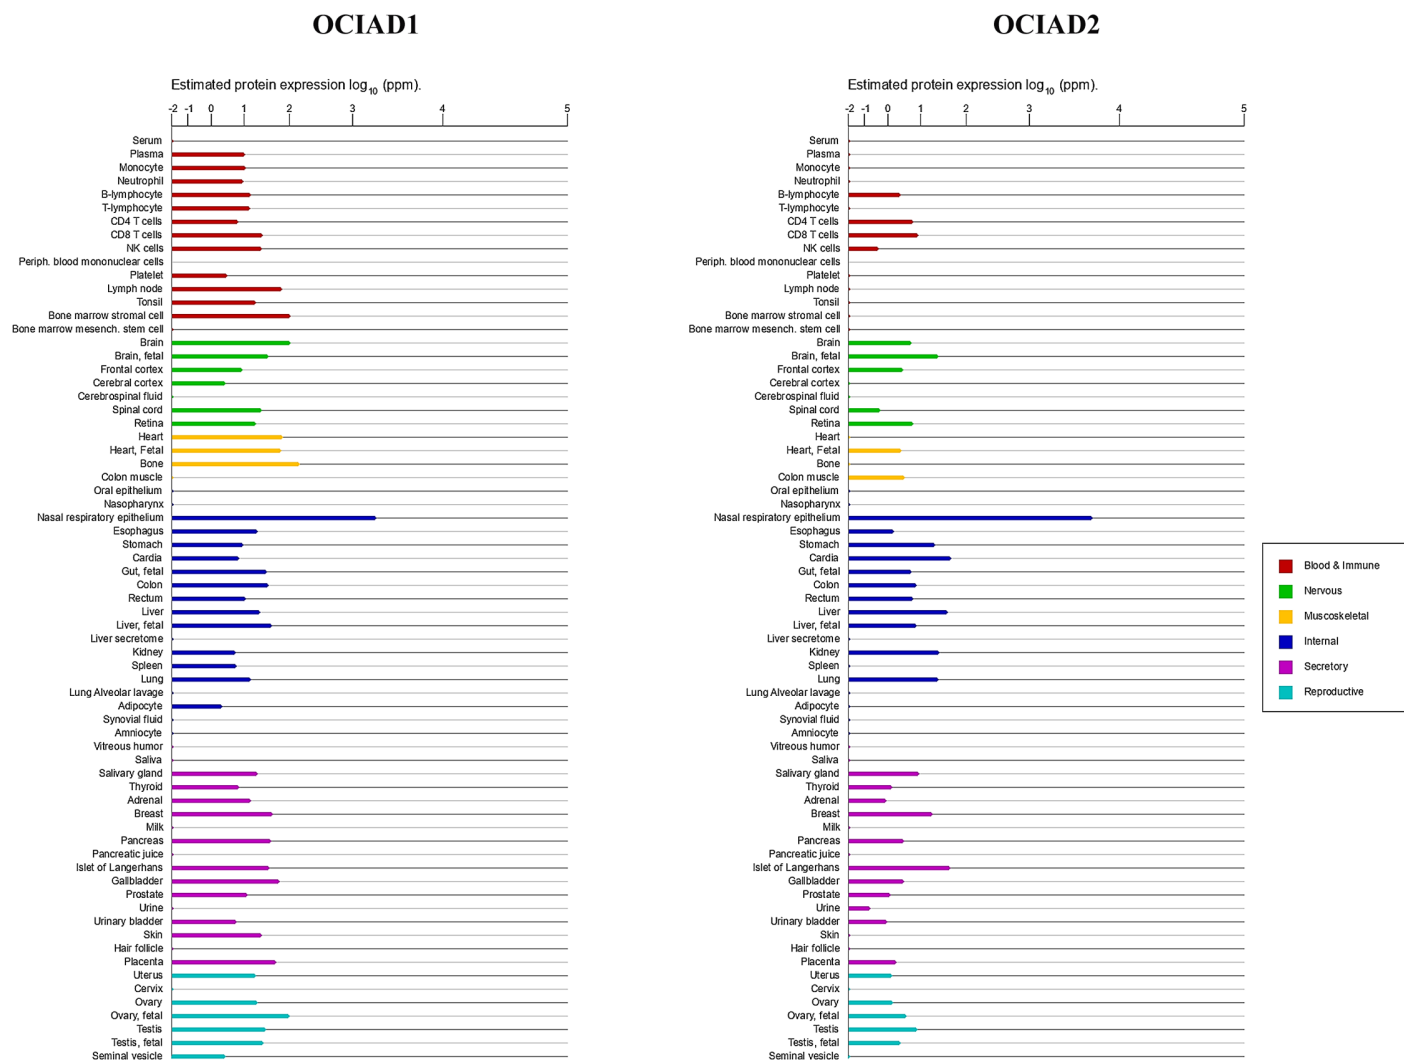 OCIAD1
Estimated protein expression log10 (ppm).
-2 -1 0 1 2 3 4 5
Serum
Plasma
Monocyte
Neutrophil
B-lymphocyte
T-lymphocyte
CD4 T cells
CD8 T cells
NK cells
Periph. blood mononuclear cells
Platelet
Lymph node
Tonsil
Bone marrow stromal cell
Bone marrow mesench. stem cell
Brain
Brain, fetal
Frontal cortex
Cerebral cortex
Cerebrospinal fluid
Spinal cord
Retina
Heart
Heart, Fetal
Bone
Colon muscle
Oral epithelium
Nasopharynx
Nasal respiratory epithelium
Esophagus
Stomach
Cardia
Gut, fetal
Colon
Rectum
Liver
Liver, fetal
Liver secretome
Kidney
Spleen
Lung
Lung Alveolar lavage
Adipocyte
Synovial fluid
Amniocyte
Vitreous humor
Saliva
Salivary gland
Thyroid
Adrenal
Breast
Milk
Pancreas
Pancreatic juice
Islet of Langerhans
Gallbladder
Prostate
Urine
Urinary bladder
Skin
Hair follicle
Placenta
Uterus
Cervix
Ovary
Ovary, fetal
Testis
Testis, fetal
Seminal vesicle
OCIAD2
Estimated protein expression log10 (ppm).
-2 -1 0 1 2 3 4 5
Serum
Plasma
Monocyte
Neutrophil
B-lymphocyte
T-lymphocyte
CD4 T cells
CD8 T cells
NK cells
Periph. blood mononuclear cells
Platelet
Lymph node
Tonsil
Bone marrow stromal cell
Bone marrow mesench. stem cell
Brain
Brain, fetal
Frontal cortex
Cerebral cortex
Cerebrospinal fluid
Spinal cord
Retina
Heart
Heart, Fetal
Bone
Colon muscle
Oral epithelium
Nasopharynx
Nasal respiratory epithelium
Esophagus
Stomach
Cardia
Gut, fetal
Colon
Rectum
Liver
Liver, fetal
Liver secretome
Kidney
Spleen
Lung
Lung Alveolar lavage
Adipocyte
Synovial fluid
Amniocyte
Vitreous humor
Saliva
Salivary gland
Thyroid
Adrenal
Breast
Milk
Pancreas
Pancreatic juice
Islet of Langerhans
Gallbladder
Prostate
Urine
Urinary bladder
Skin
Hair follicle
Placenta
Uterus
Cervix
Ovary
Ovary, fetal
Testis
Testis, fetal
Seminal vesicle
Blood & Immune
Nervous
Muscoskeletal
Internal
Secretory
Reproductive